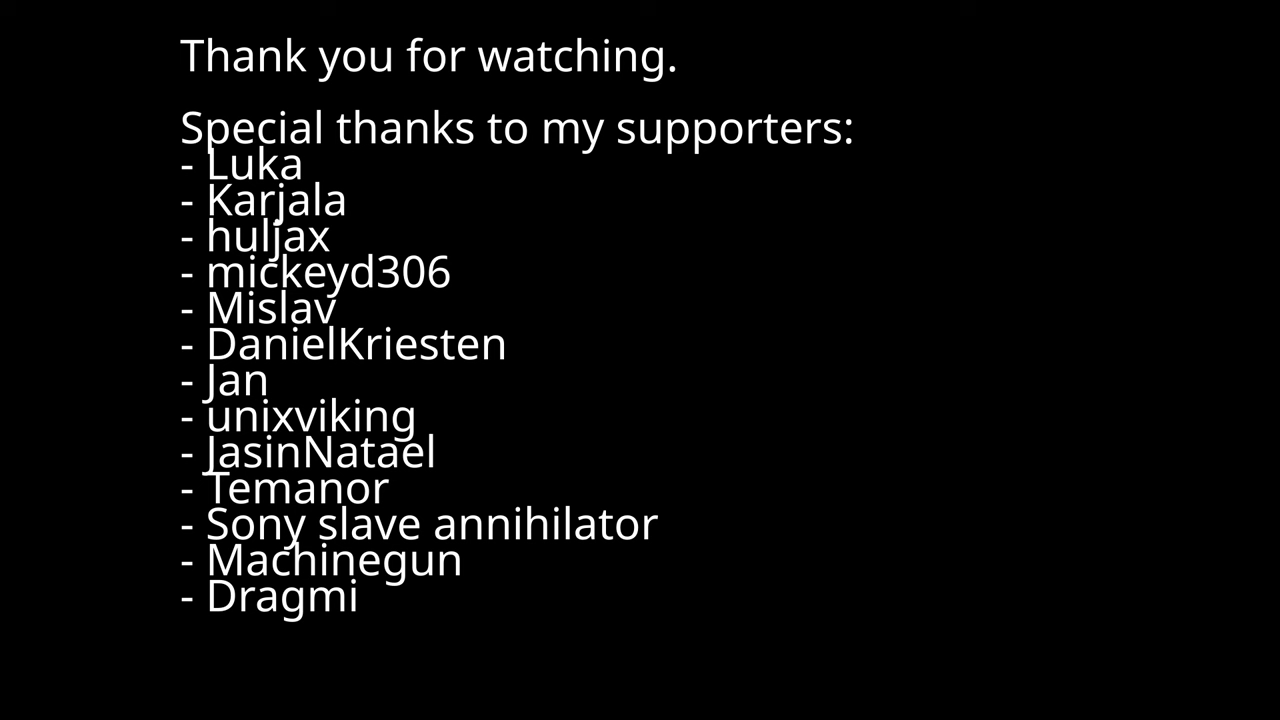 Thank you for watching.
Special thanks to my supporters:
- Luka
- Karjala
- huljax
- mickeyd306
- Mislav
- DanielKriesten
- Jan
- unixviking
- JasinNatael
- Temanor
- Sony slave annihilator
- Machinegun
- Dragmi